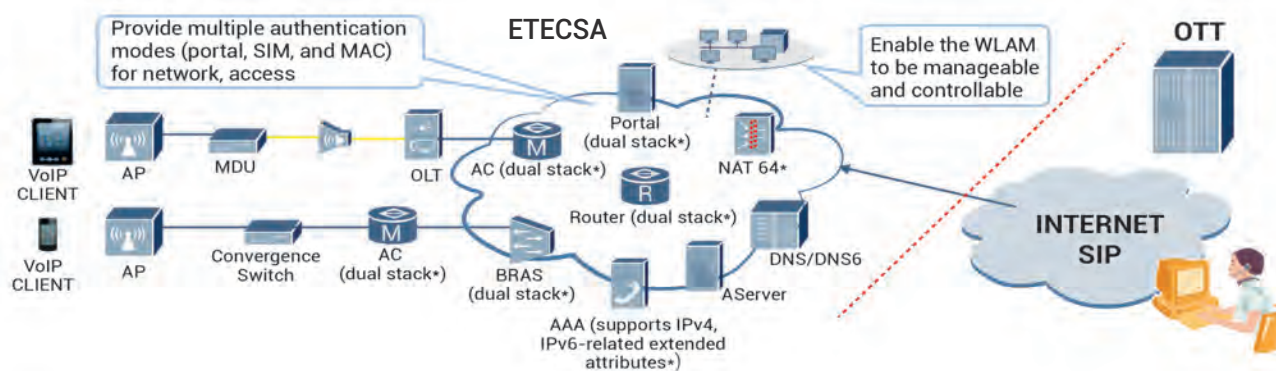 Provide multiple authentication
modes (portal, SIM, and MAC)
for network, access
ETECSA
Enable the WLAM
to be manageable
and controllable
OTT
VoIP
CLIENT
AP
MDU
OLT
M
AC (dual stack*)
Portal
(dual stack*)
NAT 64*
R
Router (dual stack*)
VoIP
CLIENT
AP
Convergence
Switch
M
AC
(dual stack*)
BRAS
(dual stack*)
AAA (supports IPv4,
IPv6-related extended
attributes*)
AServer
DNS/DNS6
INTERNET
SIP